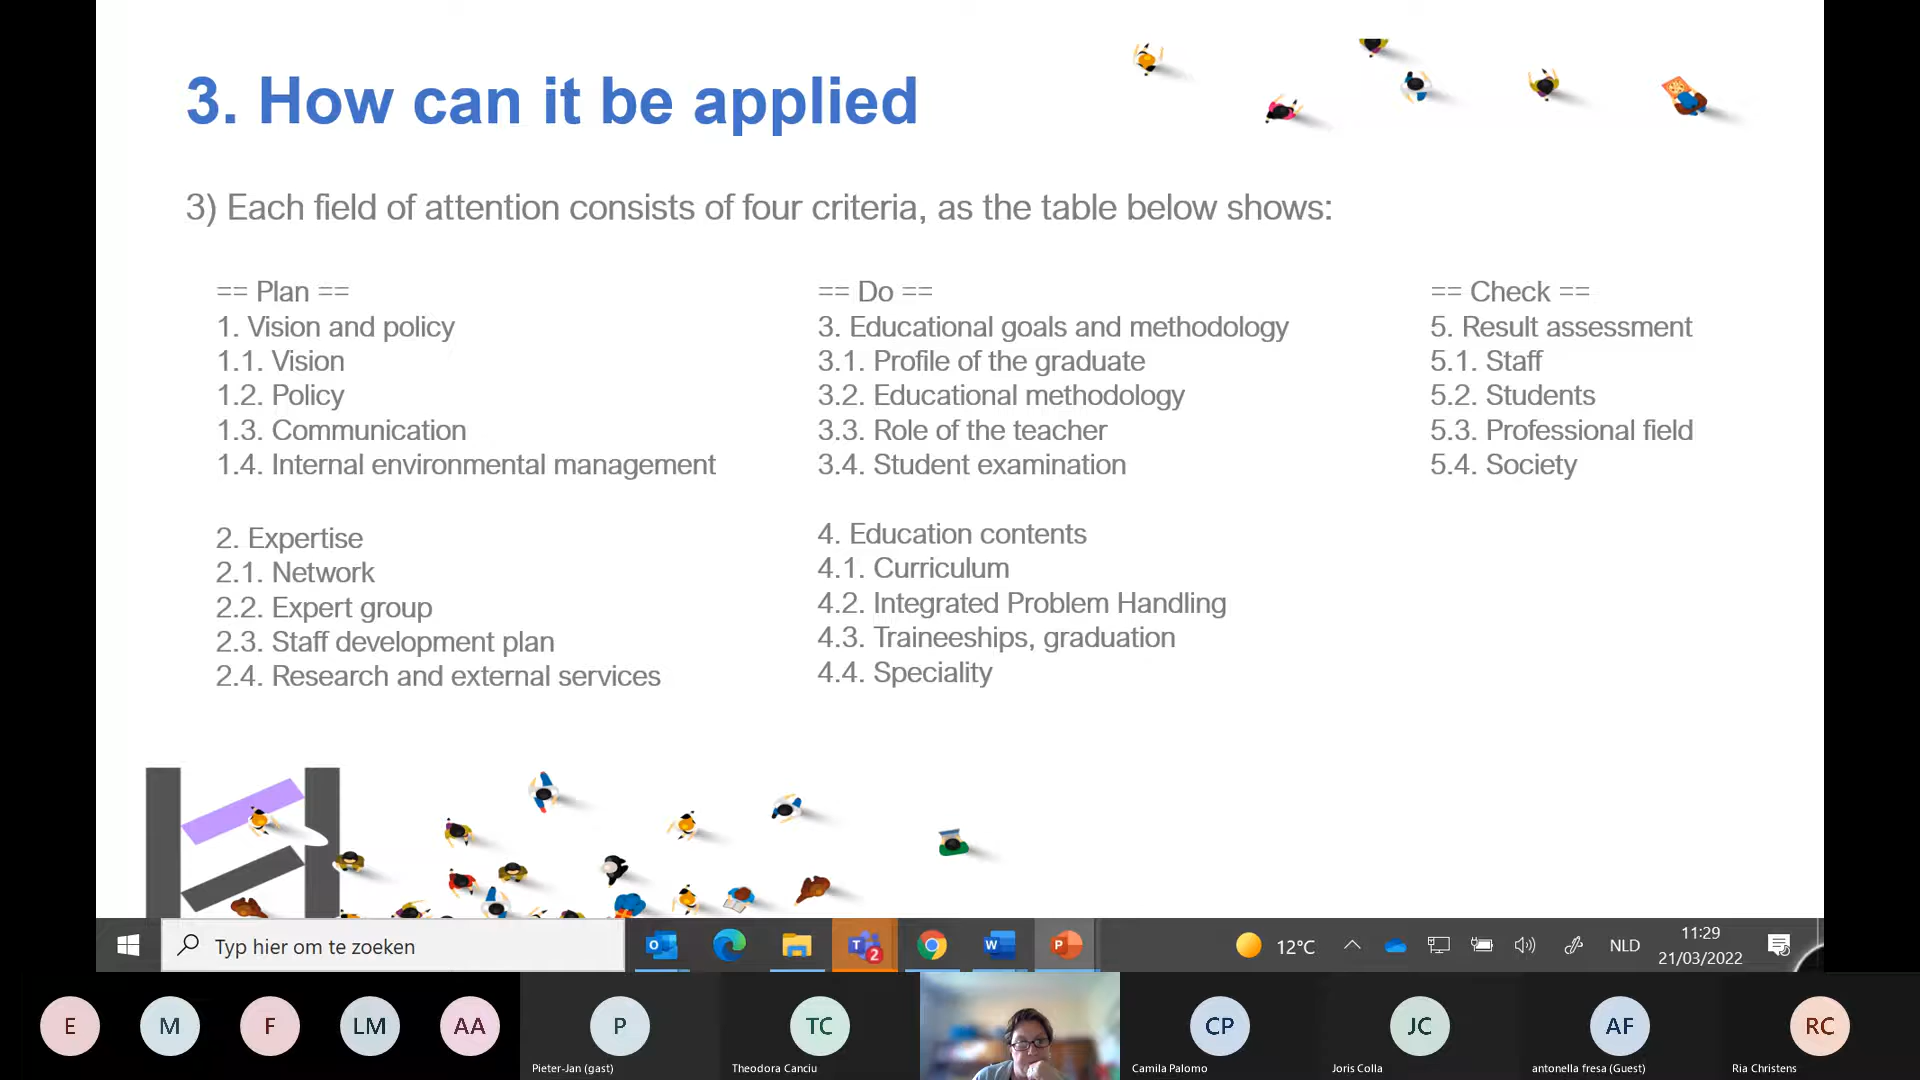 3. How can it be applied
3) Each field of attention consists of four criteria, as the table below shows:
== Plan ==
1. Vision and policy
1.1. Vision
1.2. Policy
1.3. Communication
1.4. Internal environmental management
2. Expertise
2.1. Network
2.2. Expert group
2.3. Staff development plan
2.4. Research and external services
== Do ==
3. Educational goals and methodology
3.1. Profile of the graduate
3.2. Educational methodology
3.3. Role of the teacher
3.4. Student examination
4. Education contents
4.1. Curriculum
4.2. Integrated Problem Handling
4.3. Traineeships, graduation
4.4. Speciality
== Check ==
5. Result assessment
5.1. Staff
5.2. Students
5.3. Professional field
5.4. Society
Typ hier om te zoeken
O
T
2
W
P
12°C
NLD
11:29
21/03/2022
E
M
F
LM
AA
P
TC
CP
JC
AF
RC
Pieter-Jan (gast)
Theodora Canciu
Camila Palomo
Joris Colla
antonella fresa (Guest)
Ria Christens